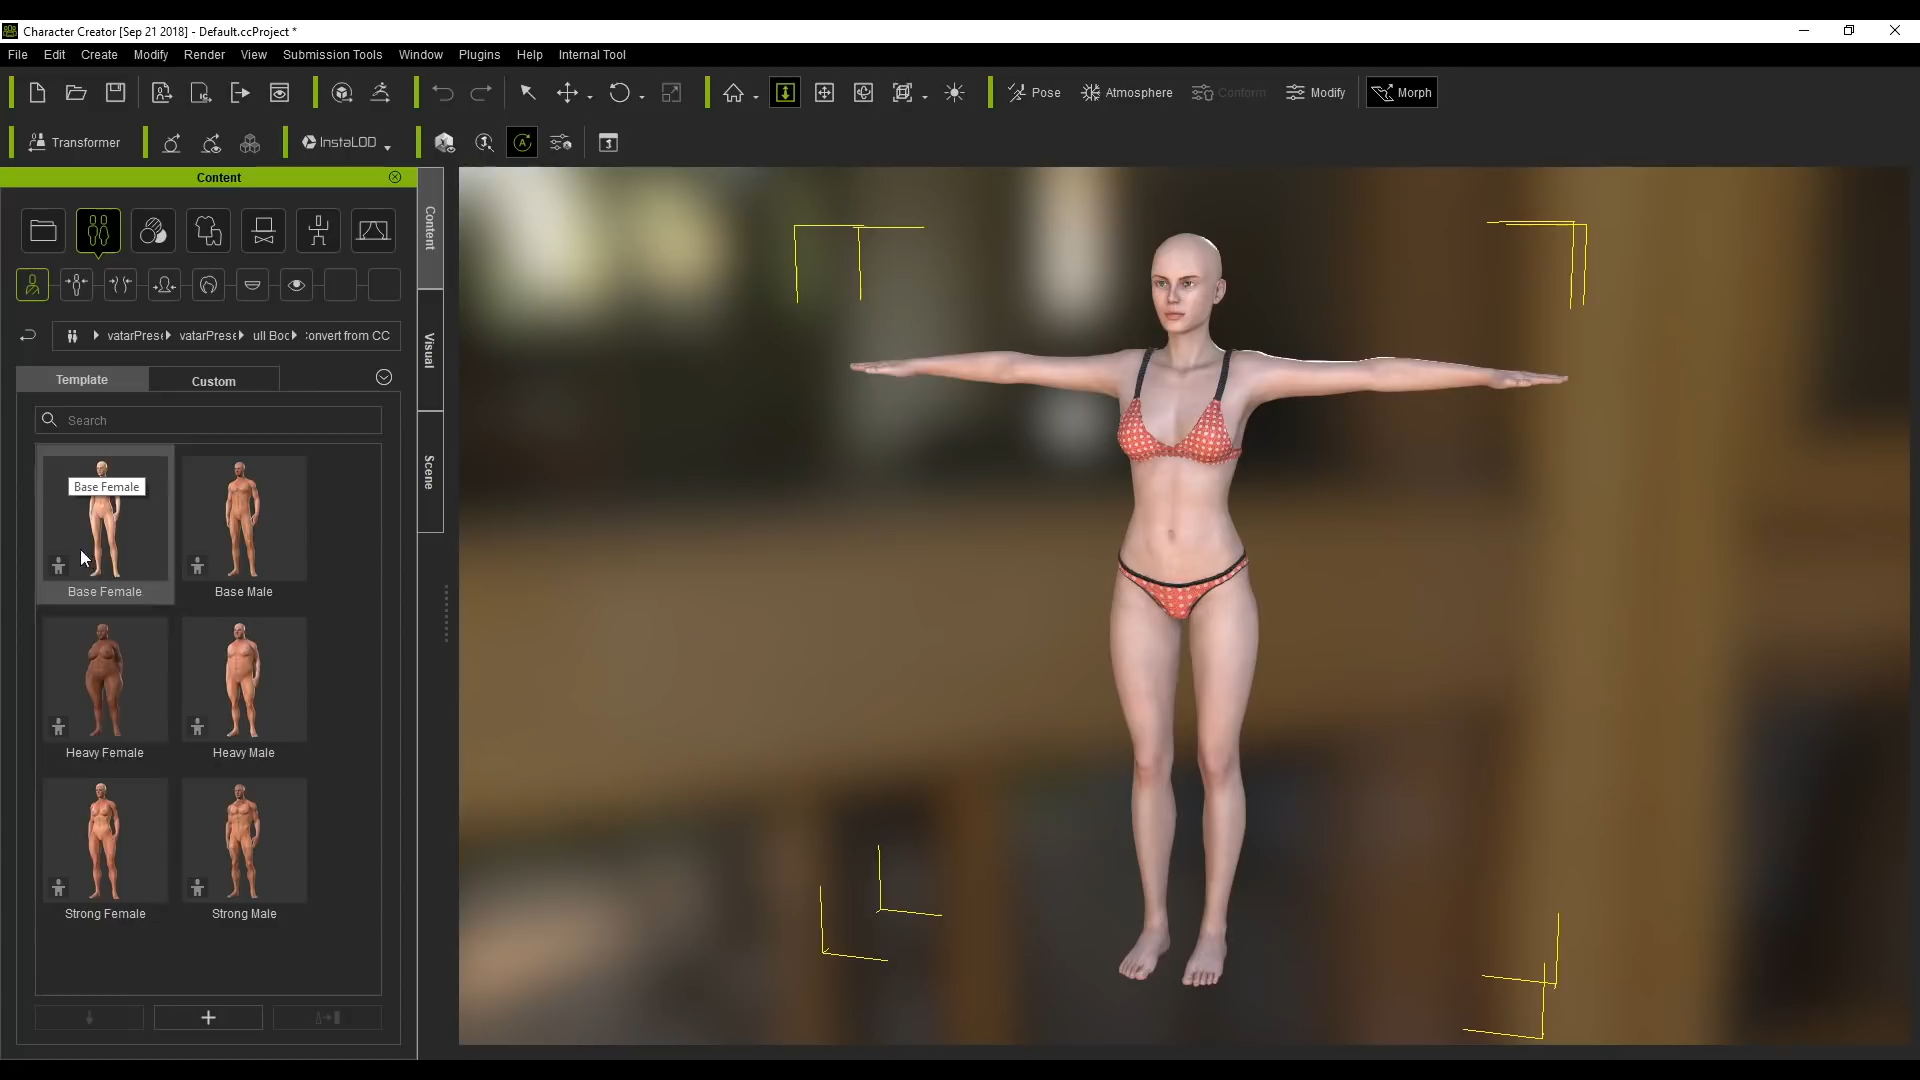 Character Creator [Sep 21 2018] - Default.ccProject *
File Edit Create Modify Render View Submission Tools Window Plugins Help Internal Tool
Pose Atmosphere Conform Modify Morph
Transformer InstaLOD
Content
Content
Visual
Scene
vatarPres vatarPres ull Boc onvert from CC
Template Custom
Search
Base Female
Base Female Base Male
Heavy Female Heavy Male
Strong Female Strong Male